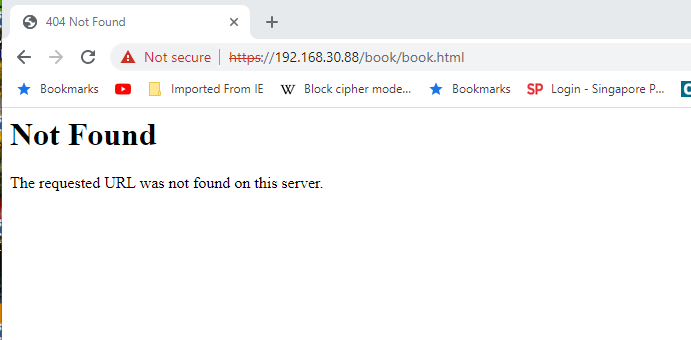 404 Not Found
Not secure | https://192.168.30.88/book/book.html
Bookmarks Imported From IE W Block cipher mode... Bookmarks SP Login - Singapore P...
Not Found
The requested URL was not found on this server.